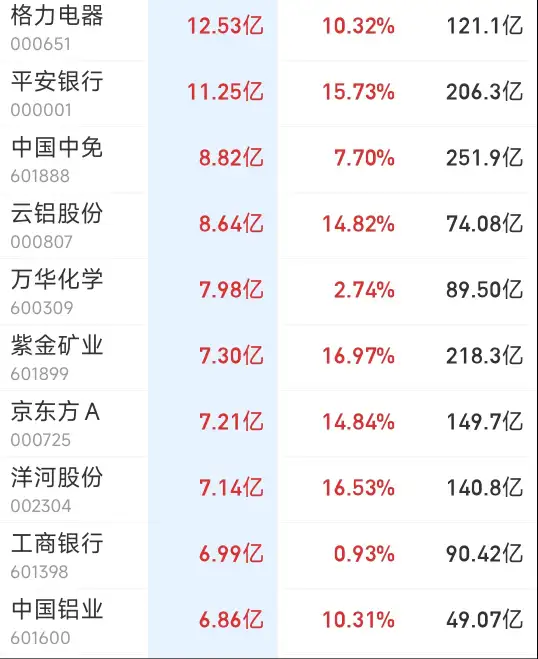 格力电器 12.53亿 10.32% 121.1亿
000651
平安银行 11.25亿 15.73% 206.3亿
000001
中国中免 8.82亿 7.70% 251.9亿
601888
云铝股份 8.64亿 14.82% 74.08亿
000807
万华化学 7.98亿 2.74% 89.50亿
600309
紫金矿业 7.30亿 16.97% 218.3亿
601899
京东方A 7.21亿 14.84% 149.7亿
000725
洋河股份 7.14亿 16.53% 140.8亿
002304
工商银行 6.99亿 0.93% 90.42亿
601398
中国铝业 6.86亿 10.31% 49.07亿
601600